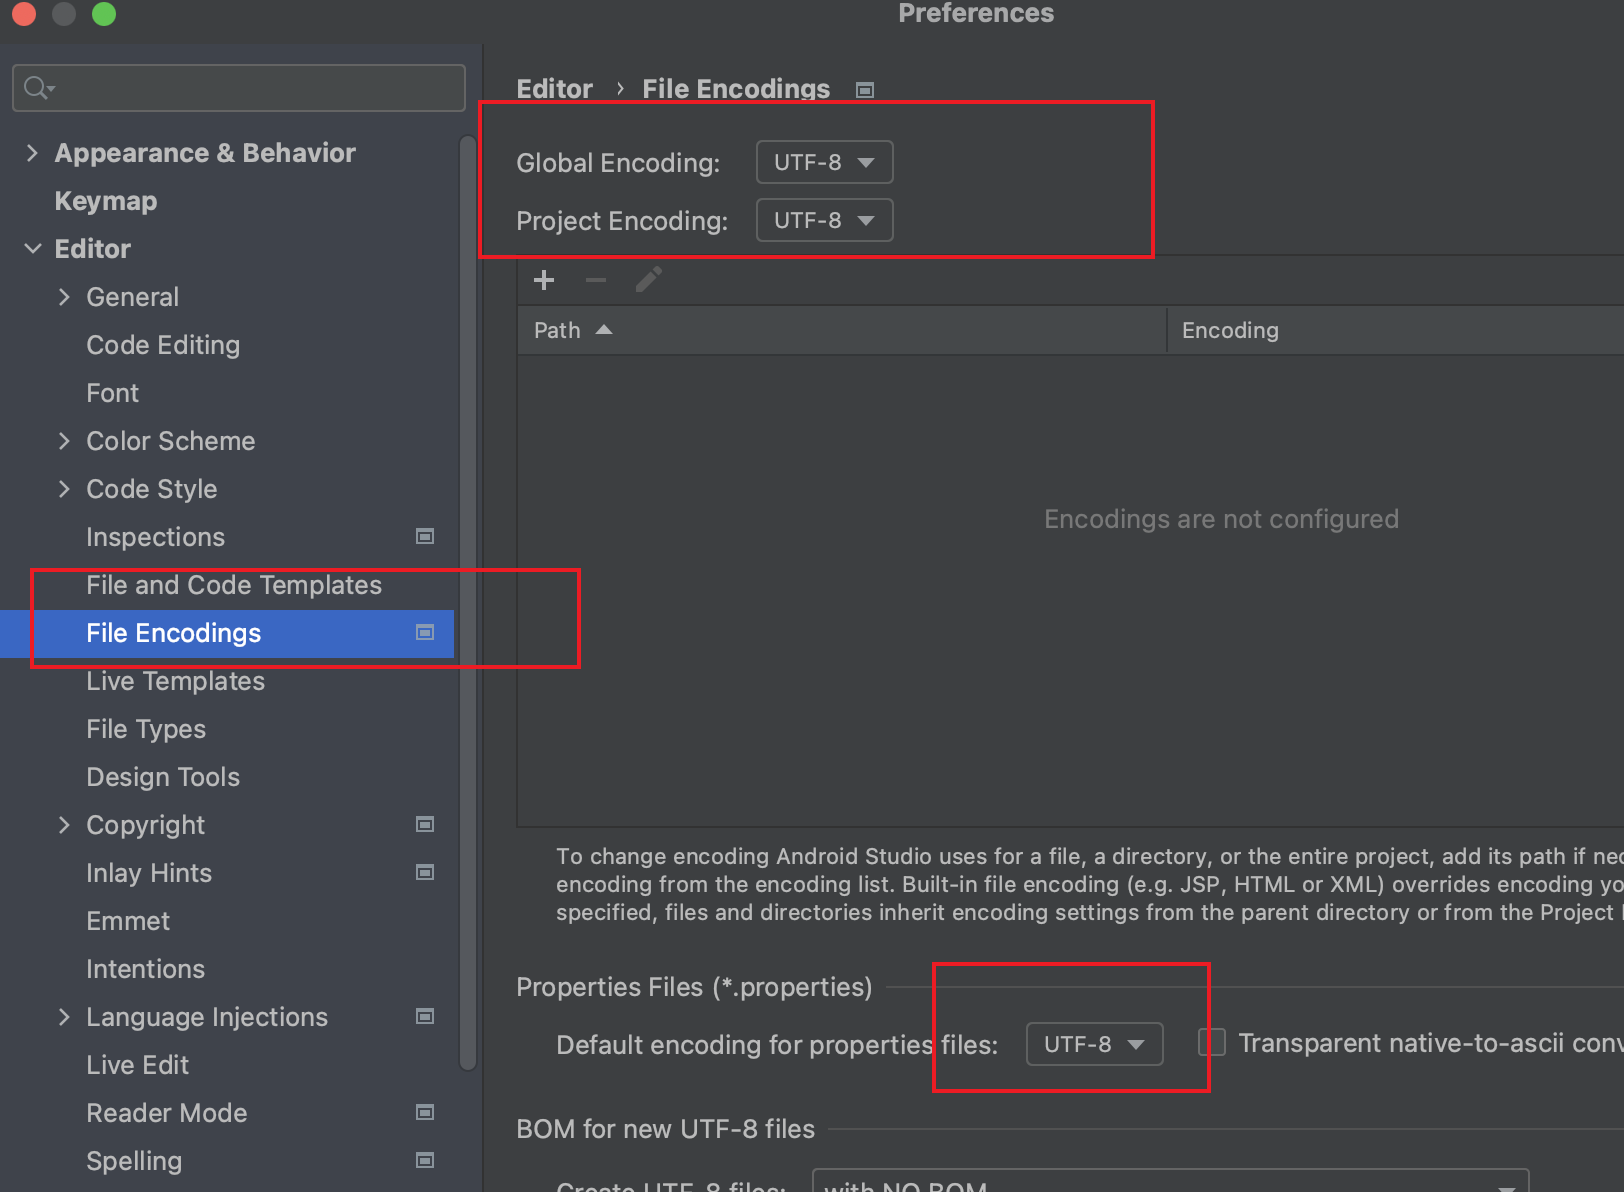 Preferences
Appearance & Behavior
Keymap
Editor
General
Code Editing
Font
Color Scheme
Code Style
Inspections
File and Code Templates
File Encodings
Live Templates
File Types
Design Tools
Copyright
Inlay Hints
Emmet
Intentions
Language Injections
Live Edit
Reader Mode
Spelling
Editor › File Encodings
Global Encoding: UTF-8
Project Encoding: UTF-8
Path Encoding
Encodings are not configured
To change encoding Android Studio uses for a file, a directory, or the entire project, add its path if
encoding from the encoding list. Built-in file encoding (e.g. JSP, HTML or XML) overrides encoding
specified, files and directories inherit encoding settings from the parent directory or from the Project
Properties Files (*.properties)
Default encoding for properties files: UTF-8 Transparent native-to-ascii
BOM for new UTF-8 files
Create UTF-8 files: with NO BOM